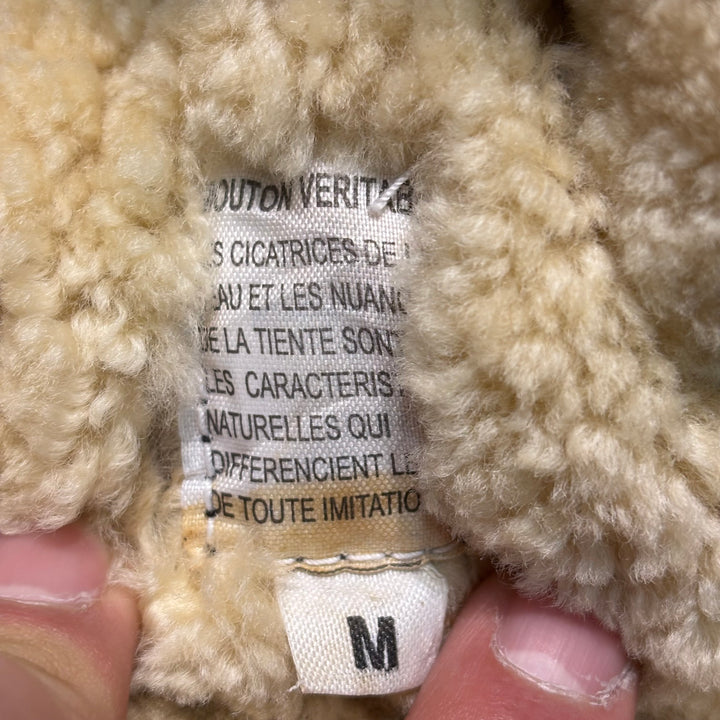 MOUTON VERITAB
S CICATRICES DE
EAU ET LES NUANC
DE LA TIENTE SONT
LES CARACTERIS
NATURELLES QUI
DIFFERENCIENT LE
DE TOUTE IMITATIO
M